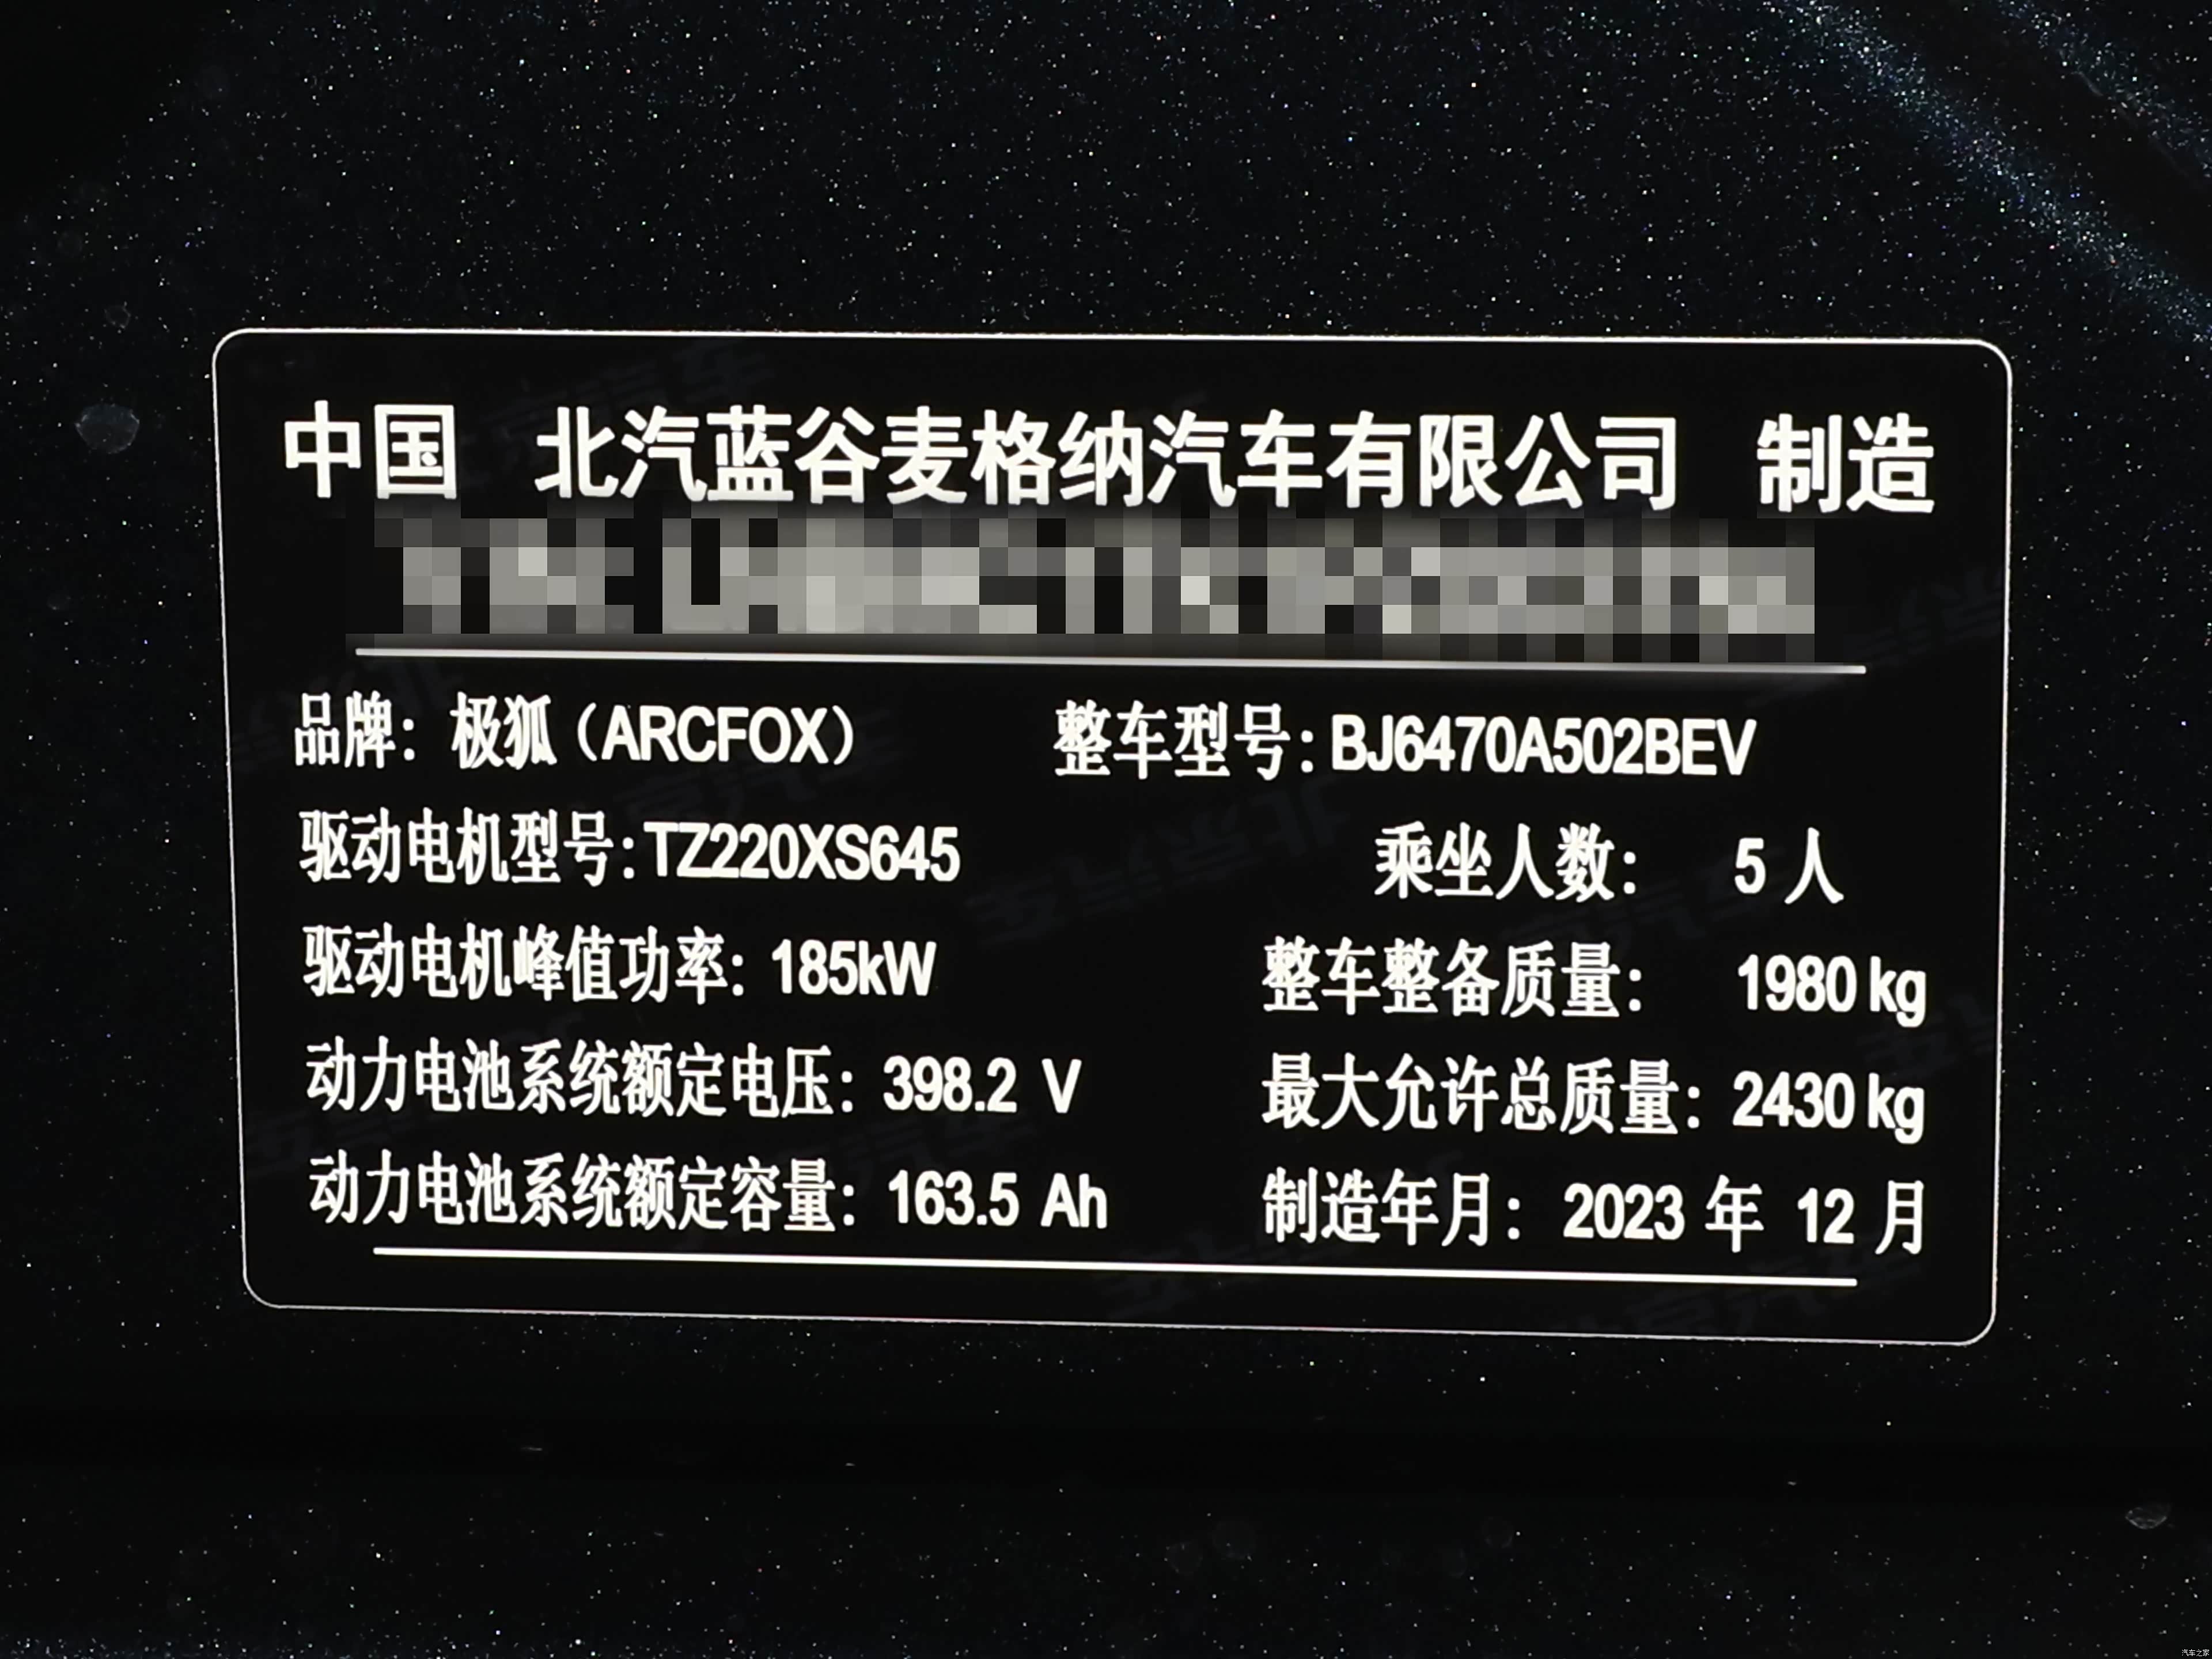 中国 北汽蓝谷麦格纳汽车有限公司 制造
品牌：极狐（ARCFOX） 整车型号：BJ6470A502BEV
驱动电机型号：TZ220XS645 乘坐人数： 5 人
驱动电机峰值功率：185kW 整车整备质量： 1980 kg
动力电池系统额定电压：398.2 V 最大允许总质量：2430 kg
动力电池系统额定容量：163.5 Ah 制造年月：2023 年 12 月
汽车之家